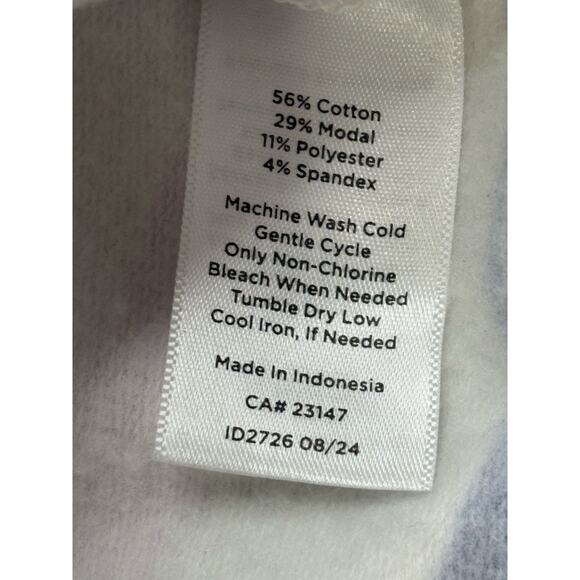 56% Cotton
29% Modal
11% Polyester
4% Spandex
Machine Wash Cold
Gentle Cycle
Only Non-Chlorine
Bleach When Needed
Tumble Dry Low
Cool Iron, If Needed
Made In Indonesia
CA# 23147
ID2726 08/24